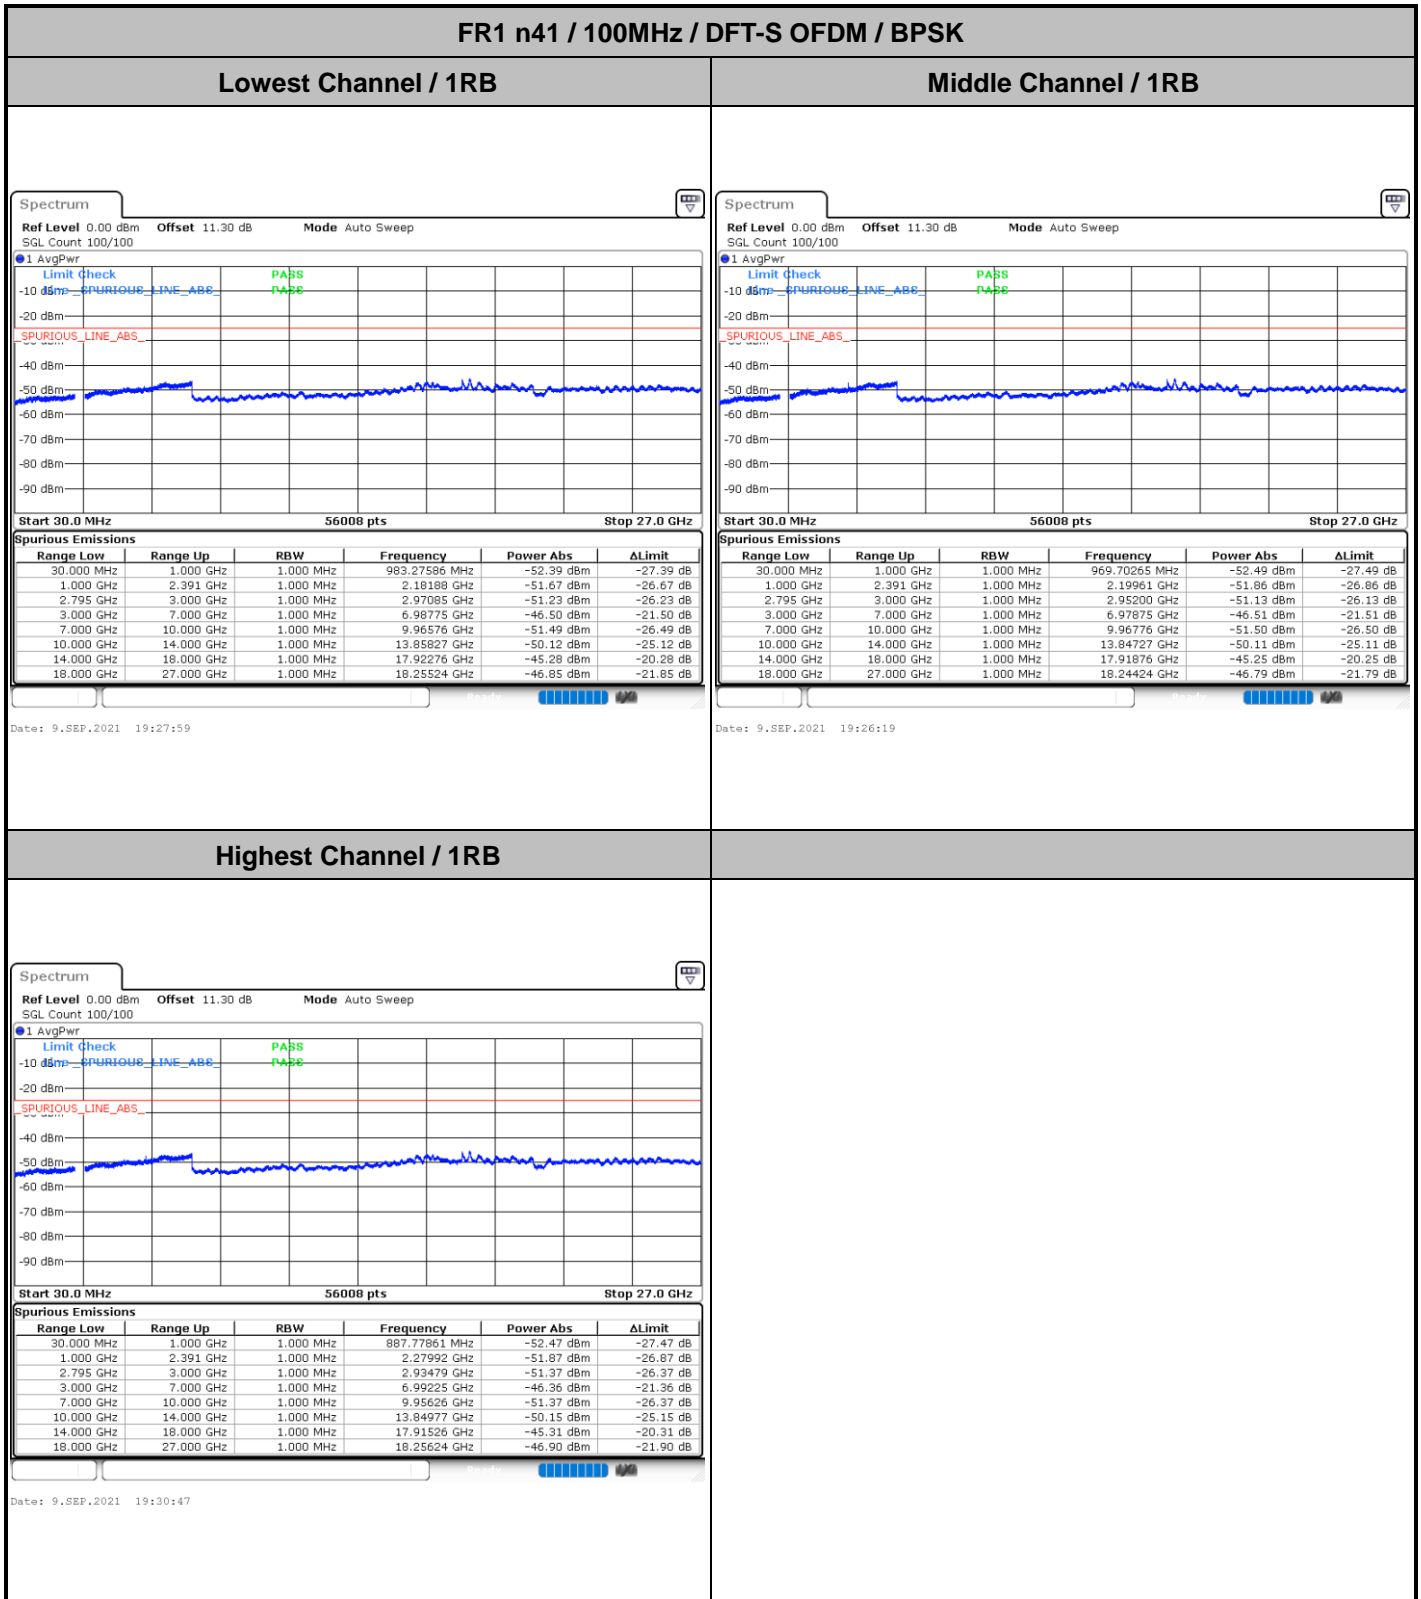 FR1 n41 / 100MHz / DFT-S OFDM / BPSK
Lowest Channel / 1RB
Middle Channel / 1RB
Spectrum
Ref Level 0.00 dBm Offset 11.30 dB Mode Auto Sweep
SGL Count 100/100
1 AvgPwr
Limit Check PASS
-10 dBm Line _SPURIOUS_LINE_ABS_ PASS
-20 dBm
_SPURIOUS_LINE_ABS_
-40 dBm
-50 dBm
-60 dBm
-70 dBm
-80 dBm
-90 dBm
Start 30.0 MHz 56008 pts Stop 27.0 GHz
Spurious Emissions
Range Low Range Up RBW Frequency Power Abs ΔLimit
30.000 MHz 1.000 GHz 1.000 MHz 983.27586 MHz -52.39 dBm -27.39 dB
1.000 GHz 2.391 GHz 1.000 MHz 2.18188 GHz -51.67 dBm -26.67 dB
2.795 GHz 3.000 GHz 1.000 MHz 2.97085 GHz -51.23 dBm -26.23 dB
3.000 GHz 7.000 GHz 1.000 MHz 6.98775 GHz -46.50 dBm -21.50 dB
7.000 GHz 10.000 GHz 1.000 MHz 9.96576 GHz -51.49 dBm -26.49 dB
10.000 GHz 14.000 GHz 1.000 MHz 13.85827 GHz -50.12 dBm -25.12 dB
14.000 GHz 18.000 GHz 1.000 MHz 17.92276 GHz -45.28 dBm -20.28 dB
18.000 GHz 27.000 GHz 1.000 MHz 18.25524 GHz -46.85 dBm -21.85 dB
Ready
Date: 9.SEP.2021 19:27:59
Spectrum
Ref Level 0.00 dBm Offset 11.30 dB Mode Auto Sweep
SGL Count 100/100
1 AvgPwr
Limit Check PASS
-10 dBm Line _SPURIOUS_LINE_ABS_ PASS
-20 dBm
_SPURIOUS_LINE_ABS_
-40 dBm
-50 dBm
-60 dBm
-70 dBm
-80 dBm
-90 dBm
Start 30.0 MHz 56008 pts Stop 27.0 GHz
Spurious Emissions
Range Low Range Up RBW Frequency Power Abs ΔLimit
30.000 MHz 1.000 GHz 1.000 MHz 969.70265 MHz -52.49 dBm -27.49 dB
1.000 GHz 2.391 GHz 1.000 MHz 2.19961 GHz -51.86 dBm -26.86 dB
2.795 GHz 3.000 GHz 1.000 MHz 2.95200 GHz -51.13 dBm -26.13 dB
3.000 GHz 7.000 GHz 1.000 MHz 6.97875 GHz -46.51 dBm -21.51 dB
7.000 GHz 10.000 GHz 1.000 MHz 9.96776 GHz -51.50 dBm -26.50 dB
10.000 GHz 14.000 GHz 1.000 MHz 13.84727 GHz -50.11 dBm -25.11 dB
14.000 GHz 18.000 GHz 1.000 MHz 17.91876 GHz -45.25 dBm -20.25 dB
18.000 GHz 27.000 GHz 1.000 MHz 18.24424 GHz -46.79 dBm -21.79 dB
Ready
Date: 9.SEP.2021 19:26:19
Highest Channel / 1RB
Spectrum
Ref Level 0.00 dBm Offset 11.30 dB Mode Auto Sweep
SGL Count 100/100
1 AvgPwr
Limit Check PASS
-10 dBm Line _SPURIOUS_LINE_ABS_ PASS
-20 dBm
_SPURIOUS_LINE_ABS_
-40 dBm
-50 dBm
-60 dBm
-70 dBm
-80 dBm
-90 dBm
Start 30.0 MHz 56008 pts Stop 27.0 GHz
Spurious Emissions
Range Low Range Up RBW Frequency Power Abs ΔLimit
30.000 MHz 1.000 GHz 1.000 MHz 887.77861 MHz -52.47 dBm -27.47 dB
1.000 GHz 2.391 GHz 1.000 MHz 2.27992 GHz -51.87 dBm -26.87 dB
2.795 GHz 3.000 GHz 1.000 MHz 2.93479 GHz -51.37 dBm -26.37 dB
3.000 GHz 7.000 GHz 1.000 MHz 6.99225 GHz -46.36 dBm -21.36 dB
7.000 GHz 10.000 GHz 1.000 MHz 9.95626 GHz -51.37 dBm -26.37 dB
10.000 GHz 14.000 GHz 1.000 MHz 13.84977 GHz -50.15 dBm -25.15 dB
14.000 GHz 18.000 GHz 1.000 MHz 17.91526 GHz -45.31 dBm -20.31 dB
18.000 GHz 27.000 GHz 1.000 MHz 18.25624 GHz -46.90 dBm -21.90 dB
Ready
Date: 9.SEP.2021 19:30:47